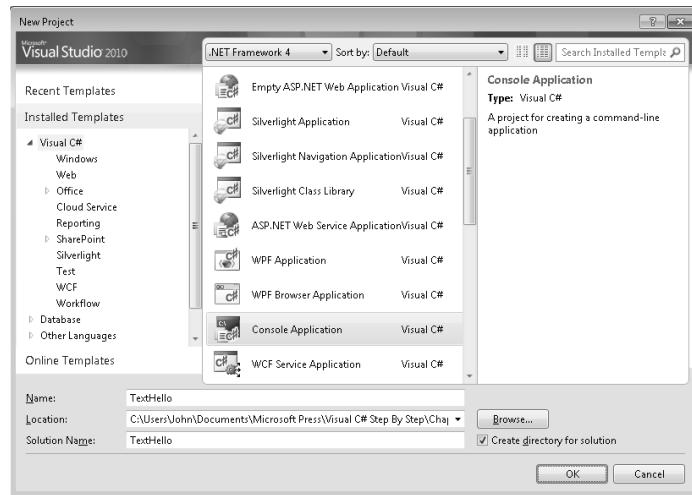 New Project
Microsoft
Visual Studio 2010
.NET Framework 4 Sort by: Default Search Installed Templa
Recent Templates
Installed Templates
Visual C#
Windows
Web
Office
Cloud Service
Reporting
SharePoint
Silverlight
Test
WCF
Workflow
Database
Other Languages
Online Templates
Empty ASP.NET Web Application Visual C#
Silverlight Application Visual C#
Silverlight Navigation Application Visual C#
Silverlight Class Library Visual C#
ASP.NET Web Service Application Visual C#
WPF Application Visual C#
WPF Browser Application Visual C#
Console Application Visual C#
WCF Service Application Visual C#
Console Application
Type: Visual C#
A project for creating a command-line
application
Name: TextHello
Location: C:\Users\John\Documents\Microsoft Press\Visual C# Step By Step\Chap Browse...
Solution Name: TextHello
Create directory for solution
OK Cancel